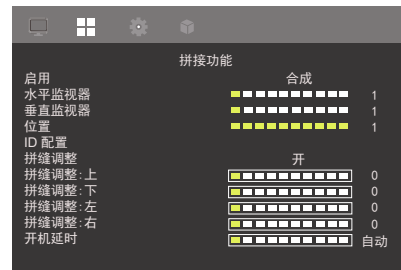 拼接功能
启用 合成
水平监视器 1
垂直监视器 1
位置 1
ID 配置
拼缝调整 开
拼缝调整:上 0
拼缝调整:下 0
拼缝调整:左 0
拼缝调整:右 0
开机延时 自动